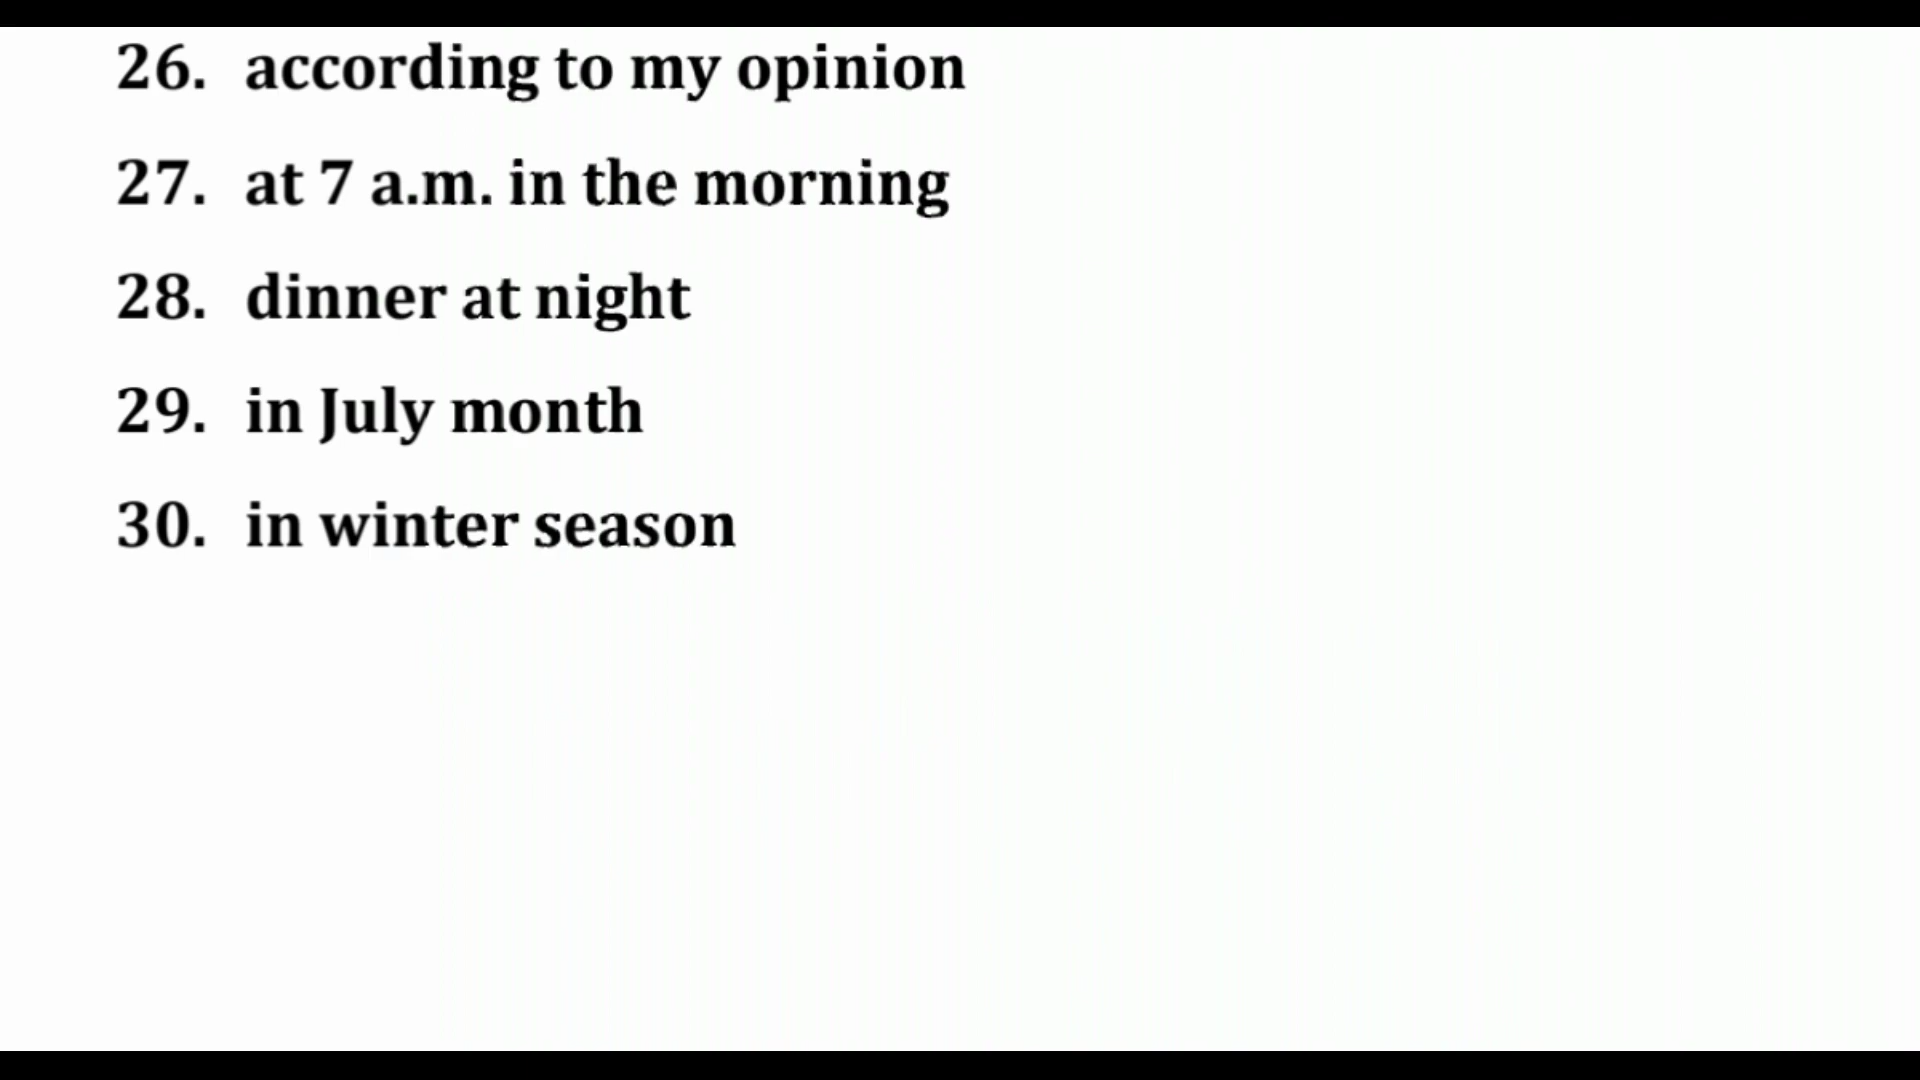 26. according to my opinion
27. at 7 a.m. in the morning
28. dinner at night
29. in July month
30. in winter season